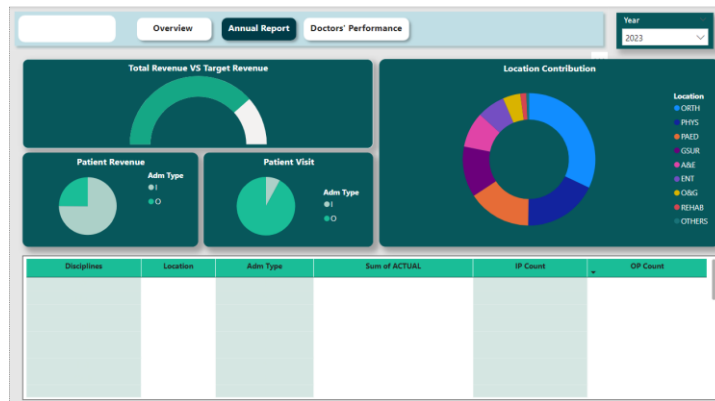 Overview
Annual Report
Doctors' Performance
Year
2023
Total Revenue VS Target Revenue
Patient Revenue
Adm Type
I
O
Patient Visit
Adm Type
I
O
Location Contribution
Location
ORTH
PHYS
PAED
GSUR
A&E
ENT
O&G
REHAB
OTHERS
Disciplines Location Adm Type Sum of ACTUAL IP Count OP Count